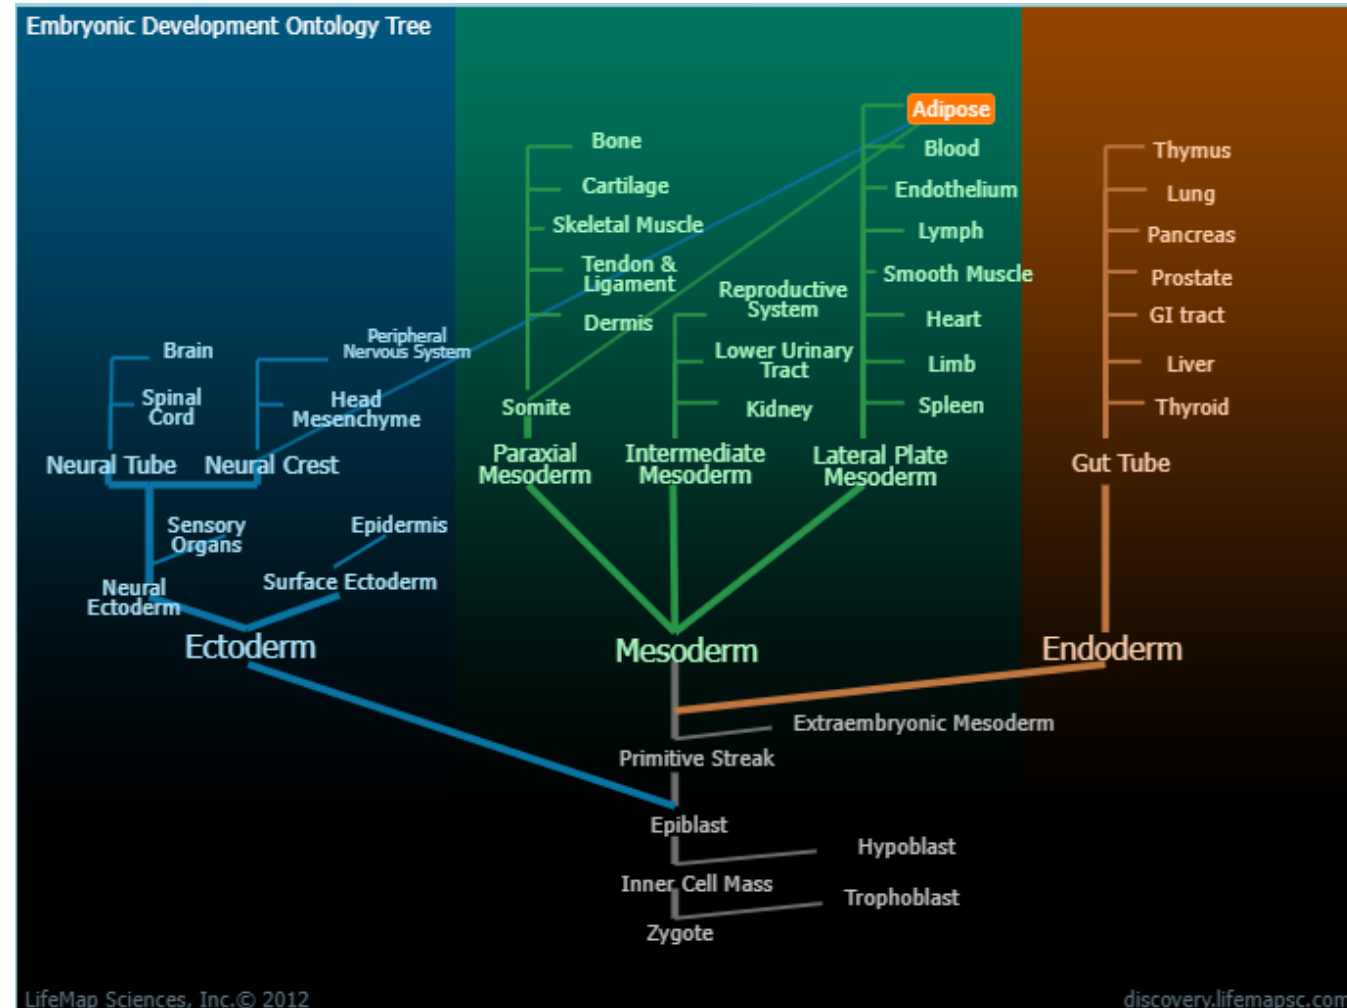 Embryonic Development Ontology Tree
Adipose
Bone
Blood
Thymus
Cartilage
Endothelium
Lung
Skeletal Muscle
Lymph
Pancreas
Tendon &
Ligament
Smooth Muscle
Prostate
Reproductive
System
Dermis
Heart
GI tract
Peripheral
Nervous System
Brain
Lower Urinary
Tract
Limb
Liver
Spinal
Cord
Head
Mesenchyme
Somite
Kidney
Spleen
Thyroid
Neural Tube
Neural Crest
Paraxial
Mesoderm
Intermediate
Mesoderm
Lateral Plate
Mesoderm
Gut Tube
Sensory
Organs
Epidermis
Neural
Ectoderm
Surface Ectoderm
Ectoderm
Mesoderm
Endoderm
Extraembryonic Mesoderm
Primitive Streak
Epiblast
Hypoblast
Inner Cell Mass
Trophoblast
Zygote
LifeMap Sciences, Inc.© 2012
discovery.lifemapsc.com